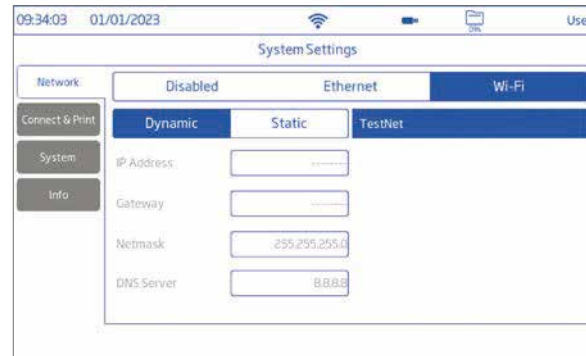 09:34:03 01/01/2023 0% Use
System Settings
Network Disabled Ethernet Wi-Fi
Connect & Print Dynamic Static TestNet
System IP Address --------
Info
Gateway --------
Netmask 255.255.255.0
DNS Server 8.8.8.8